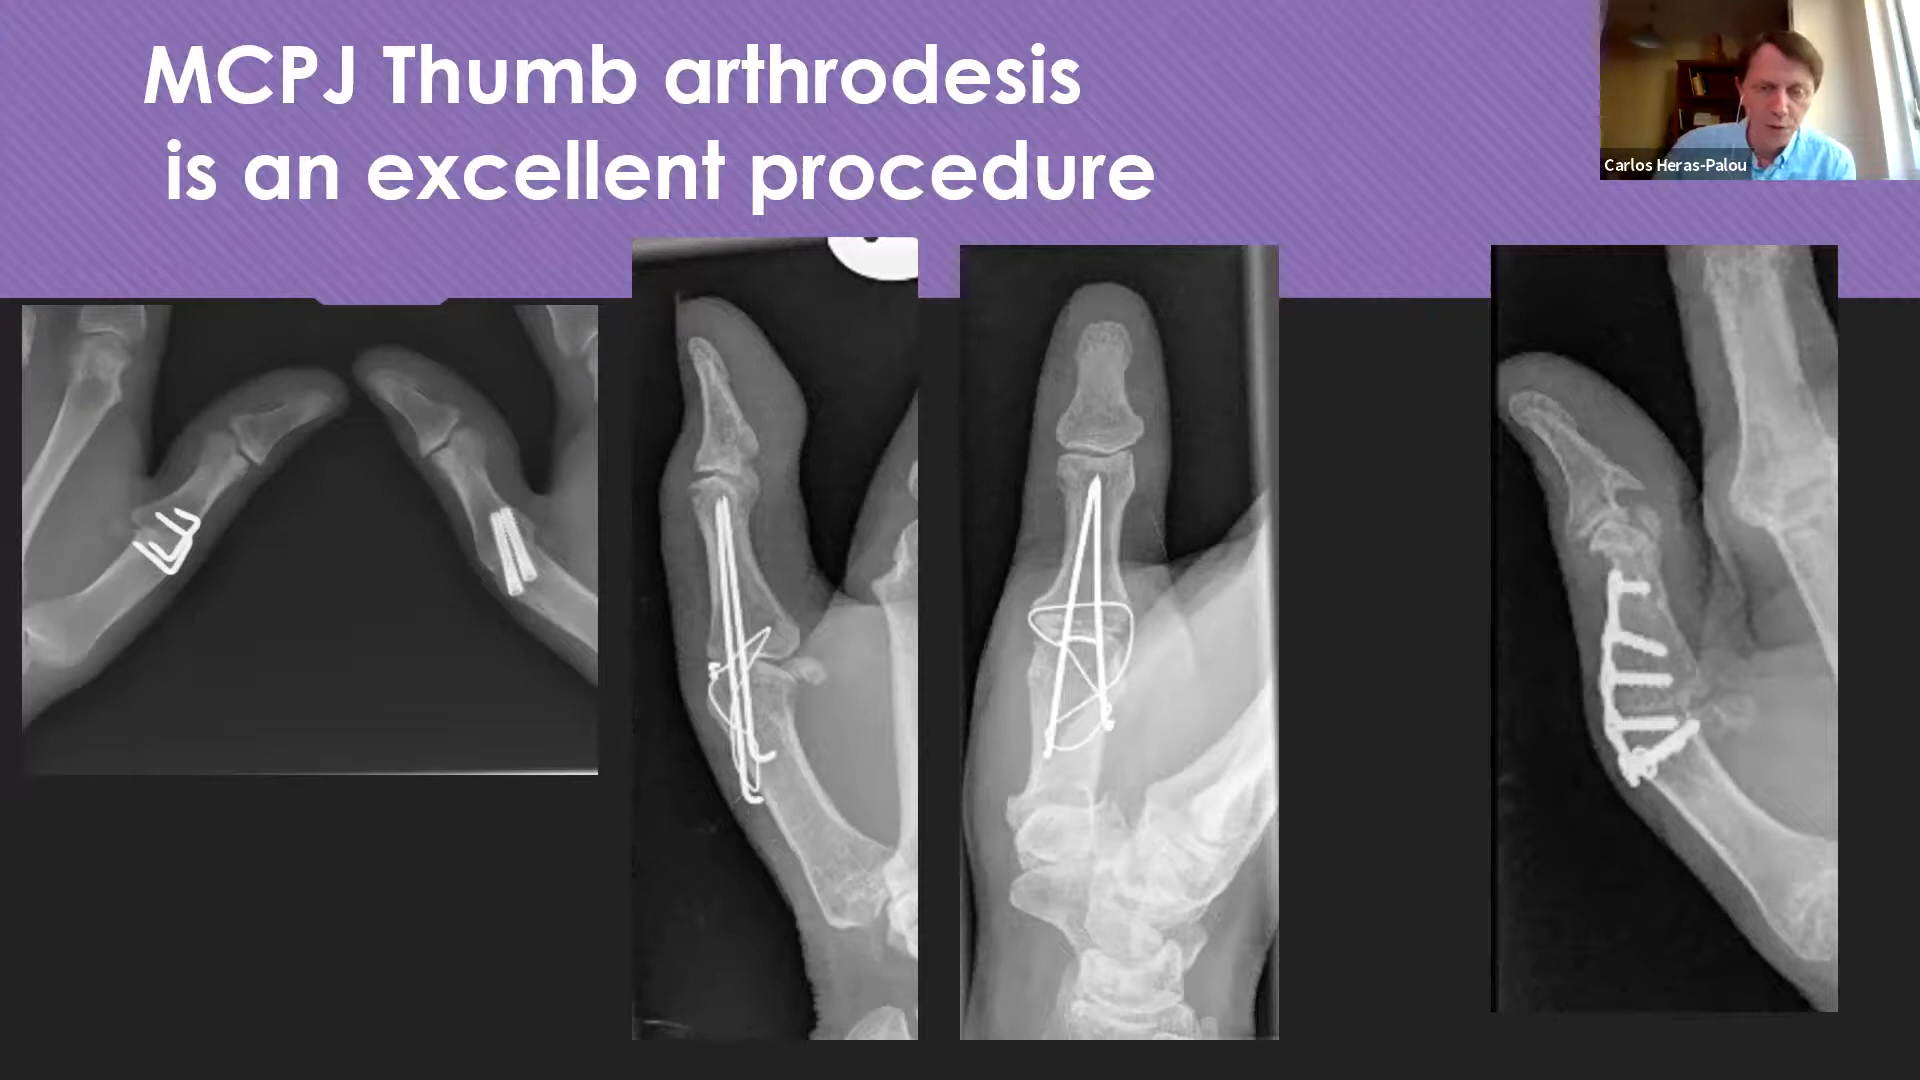 MCPJ Thumb arthrodesis
is an excellent procedure
Carlos Heras-Palou